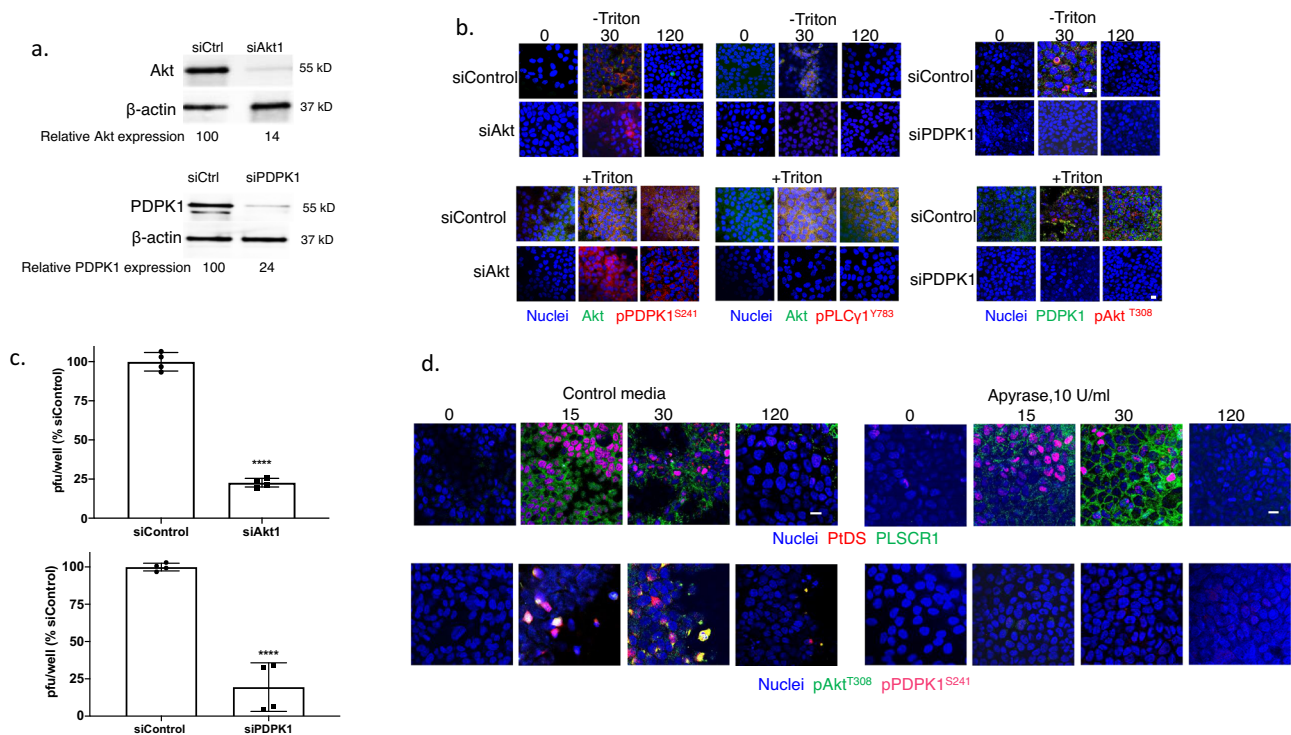 a.
siCtrl siAkt1
Akt 55 kD
β-actin 37 kD
Relative Akt expression 100 14
siCtrl siPDPK1
PDPK1 55 kD
β-actin 37 kD
Relative PDPK1 expression 100 24
b.
-Triton -Triton -Triton
0 30 120 0 30 120 0 30 120
siControl siControl
siAkt siPDPK1
+Triton +Triton +Triton
siControl siControl
siAkt siPDPK1
Nuclei Akt pPDPK1S241 Nuclei Akt pPLCγ1Y783 Nuclei PDPK1 pAkt T308
c.
pfu/well (% siControl)
100
75
50
25
0
****
siControl siAkt1
pfu/well (% siControl)
100
75
50
25
0
****
siControl siPDPK1
d.
Control media Apyrase,10 U/ml
0 15 30 120 0 15 30 120
Nuclei PtDS PLSCR1
Nuclei pAktT308 pPDPK1S241